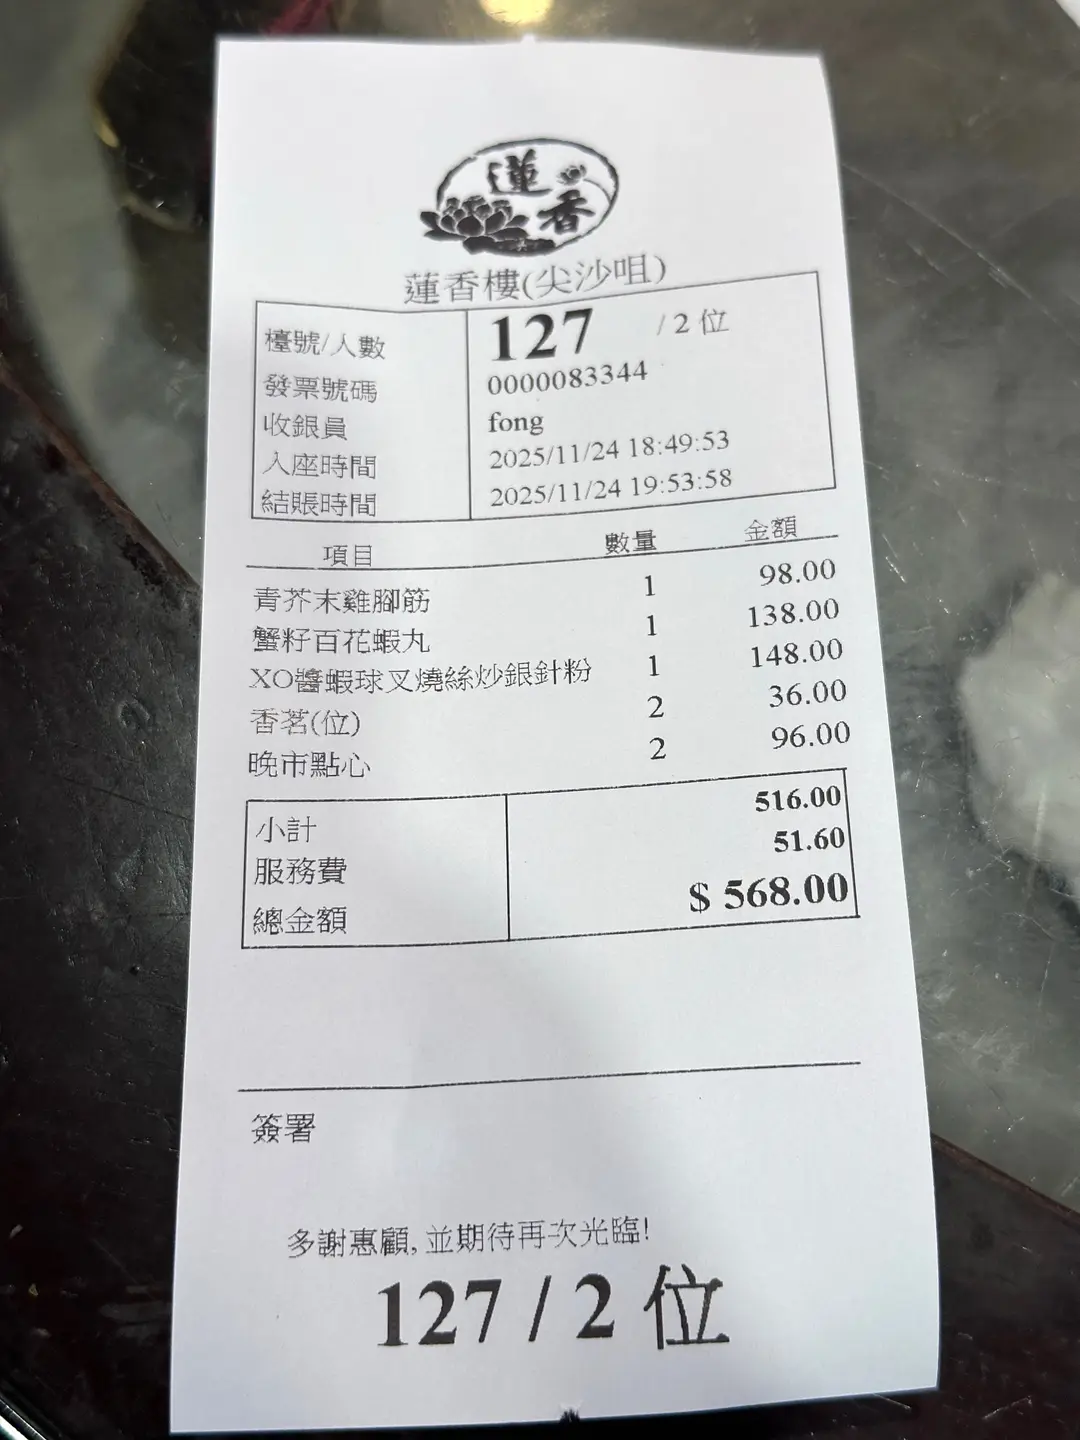 蓮香
蓮香樓(尖沙咀)
檯號/人數 127 /2 位
發票號碼 0000083344
收銀員 fong
入座時間 2025/11/24 18:49:53
結賬時間 2025/11/24 19:53:58
項目 數量 金額
青芥末雞腳筋 1 98.00
蟹籽百花蝦丸 1 138.00
XO醬蝦球叉燒絲炒銀針粉 1 148.00
香茗(位) 2 36.00
晚市點心 2 96.00
小計 516.00
服務費 51.60
總金額 $ 568.00
簽署
多謝惠顧, 並期待再次光臨!
127 / 2 位